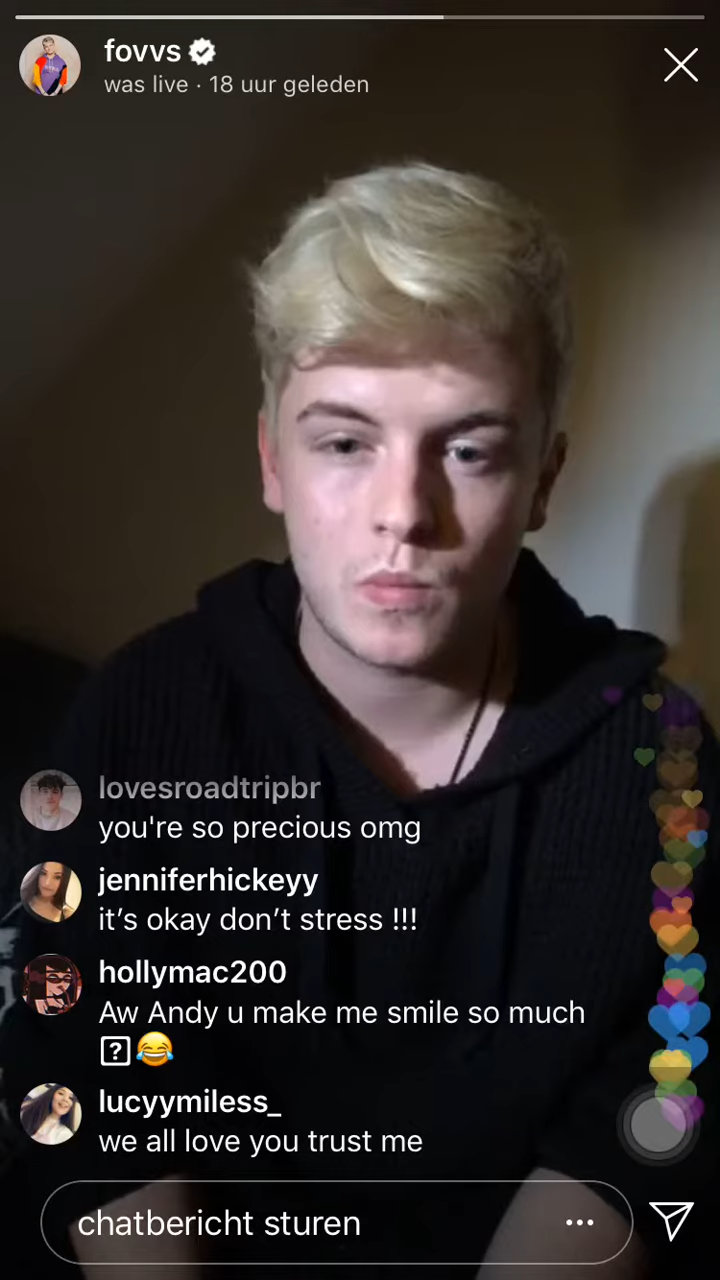 fovvs
was live · 18 uur geleden
lovesroadtripbr
you're so precious omg
jenniferhickeyy
it’s okay don’t stress !!!
hollymac200
Aw Andy u make me smile so much
😂
lucyymiless_
we all love you trust me
chatbericht sturen